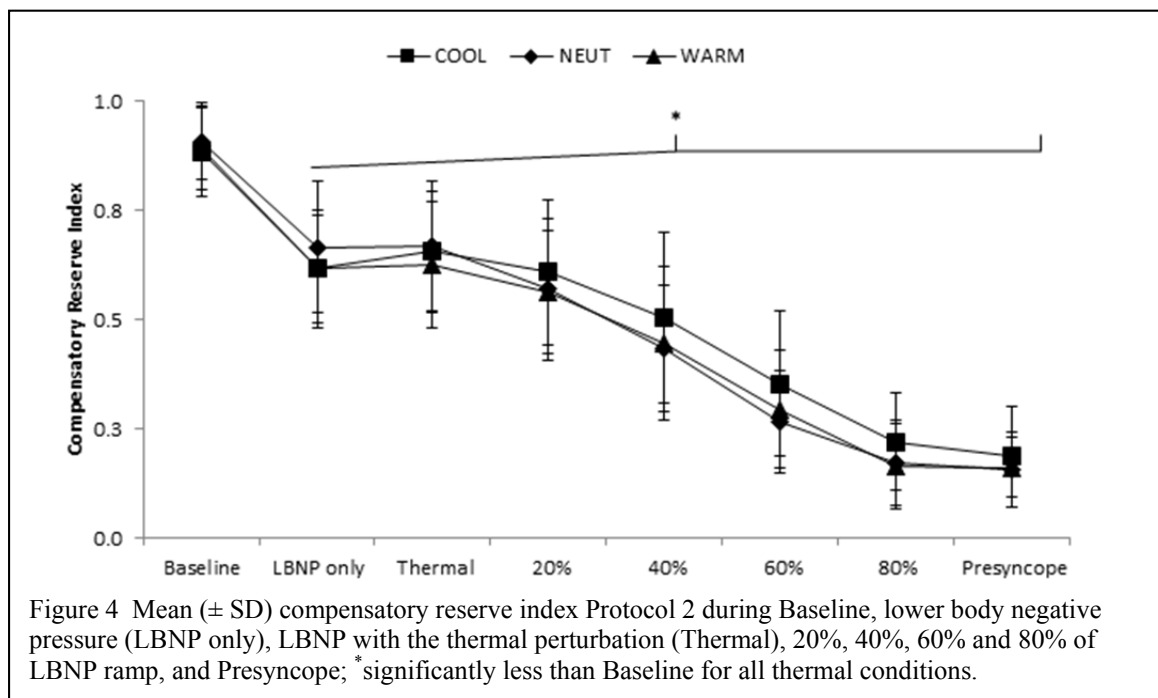 COOL NEUT WARM
*
1.0
0.8
0.5
0.3
0.0
Compensatory Reserve Index
Baseline LBNP only Thermal 20% 40% 60% 80% Presyncope
Figure 4 Mean (± SD) compensatory reserve index Protocol 2 during Baseline, lower body negative
pressure (LBNP only), LBNP with the thermal perturbation (Thermal), 20%, 40%, 60% and 80% of
LBNP ramp, and Presyncope; *significantly less than Baseline for all thermal conditions.